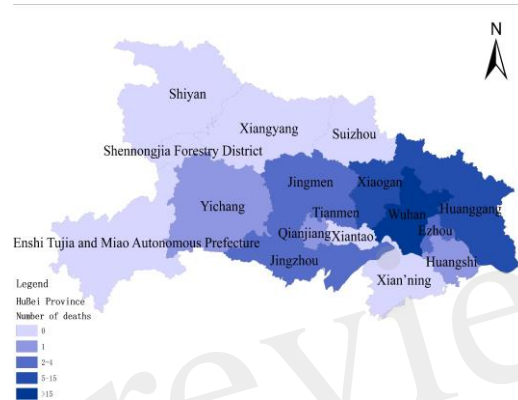 N
Shiyan
Xiangyang
Suizhou
Shennongjia Forestry District
Jingmen
Xiaogan
Yichang
Tianmen
Wuhan
Huanggang
Qianjiang
Xiantao
Ezhou
Enshi Tujia and Miao Autonomous Prefecture
Jingzhou
Huangshi
Xian'ning
Legend
HuBei Province
Number of deaths
0
1
2-4
5-15
>15
review